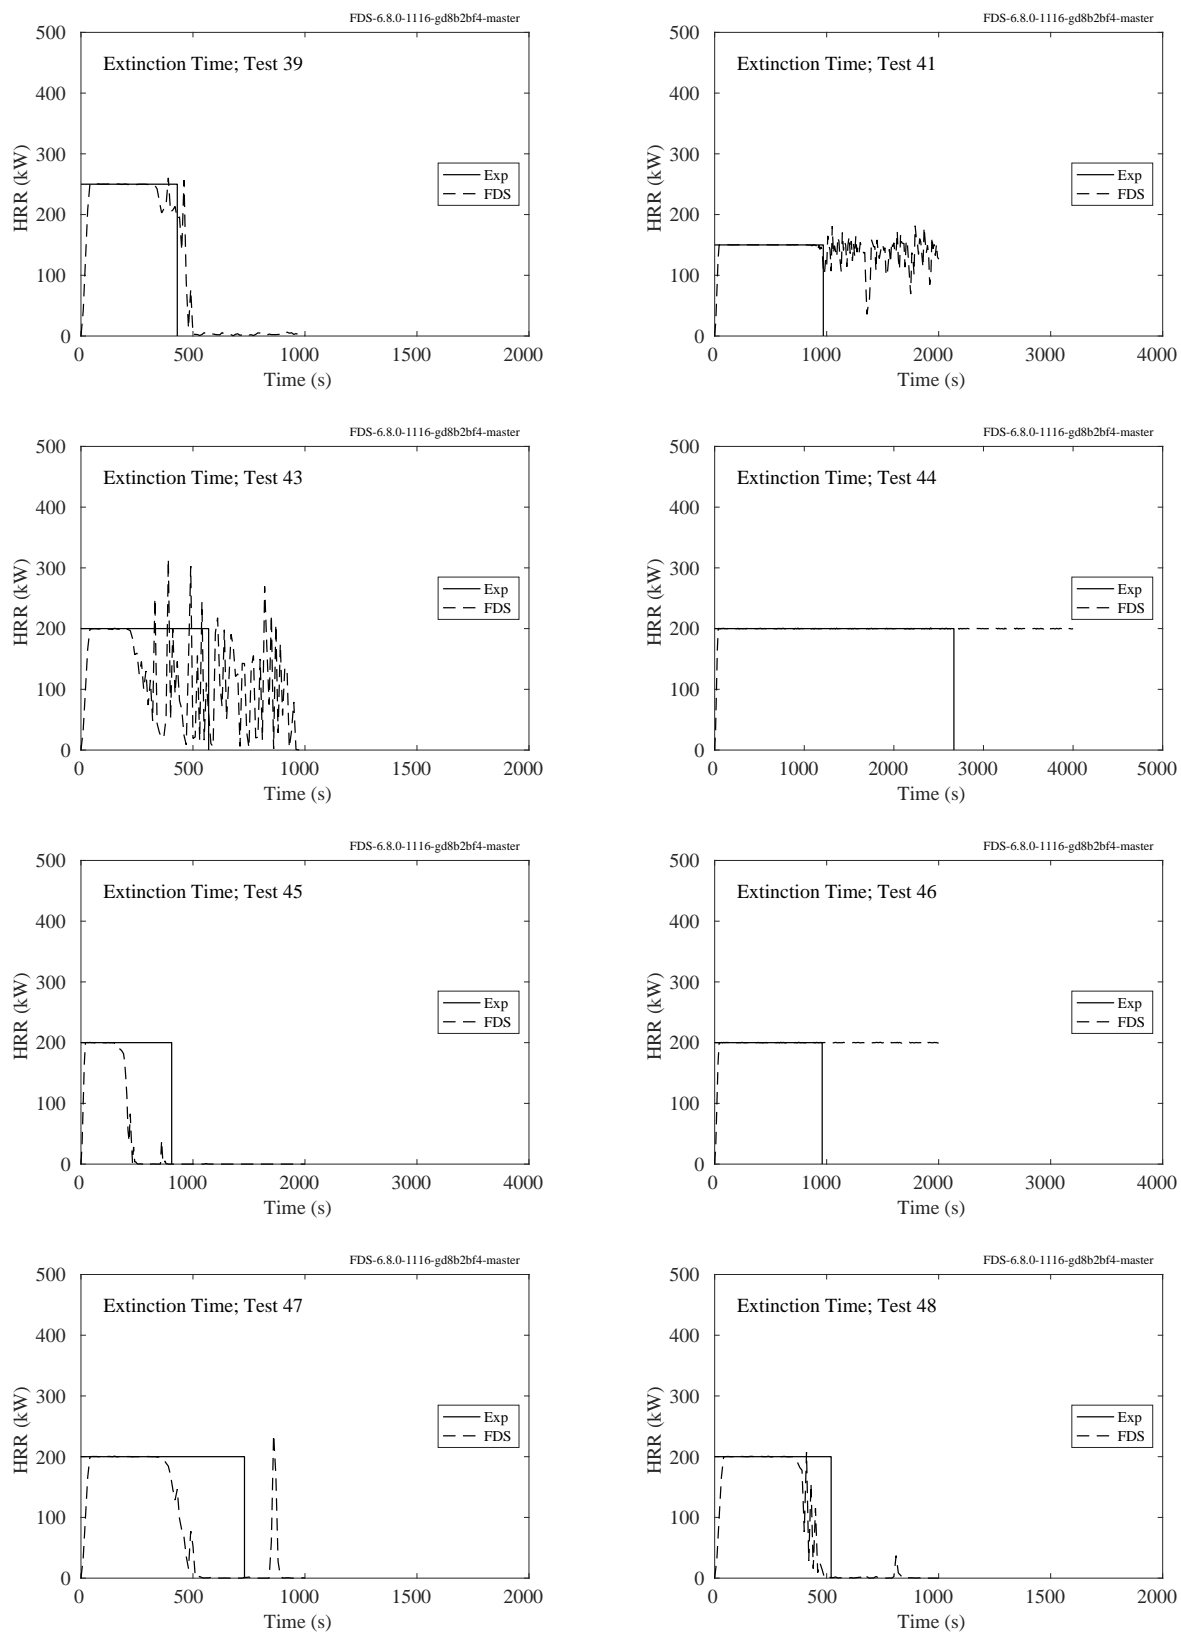 FDS-6.8.0-1116-gd8b2bf4-master
500
400
300
200
100
0
HRR (kW)
Extinction Time; Test 39
Exp
FDS
0 500 1000 1500 2000
Time (s)
FDS-6.8.0-1116-gd8b2bf4-master
500
400
300
200
100
0
HRR (kW)
Extinction Time; Test 41
Exp
FDS
0 1000 2000 3000 4000
Time (s)
FDS-6.8.0-1116-gd8b2bf4-master
500
400
300
200
100
0
HRR (kW)
Extinction Time; Test 43
Exp
FDS
0 500 1000 1500 2000
Time (s)
FDS-6.8.0-1116-gd8b2bf4-master
500
400
300
200
100
0
HRR (kW)
Extinction Time; Test 44
Exp
FDS
0 1000 2000 3000 4000 5000
Time (s)
FDS-6.8.0-1116-gd8b2bf4-master
500
400
300
200
100
0
HRR (kW)
Extinction Time; Test 45
Exp
FDS
0 1000 2000 3000 4000
Time (s)
FDS-6.8.0-1116-gd8b2bf4-master
500
400
300
200
100
0
HRR (kW)
Extinction Time; Test 46
Exp
FDS
0 1000 2000 3000 4000
Time (s)
FDS-6.8.0-1116-gd8b2bf4-master
500
400
300
200
100
0
HRR (kW)
Extinction Time; Test 47
Exp
FDS
0 500 1000 1500 2000
Time (s)
FDS-6.8.0-1116-gd8b2bf4-master
500
400
300
200
100
0
HRR (kW)
Extinction Time; Test 48
Exp
FDS
0 500 1000 1500 2000
Time (s)